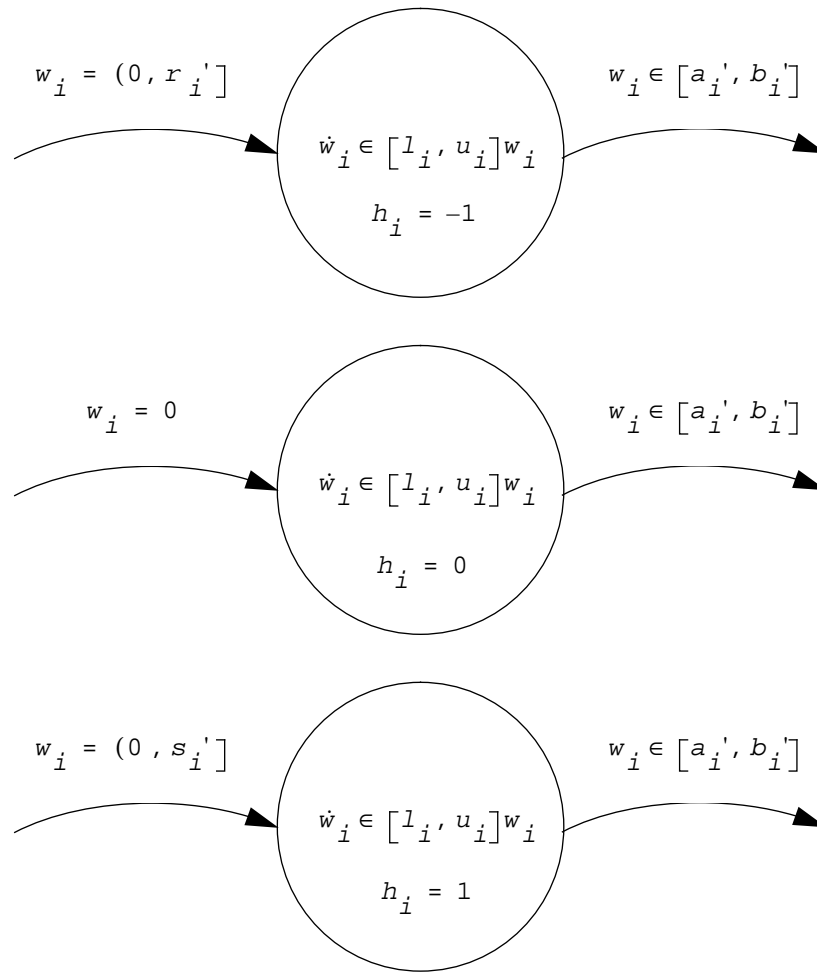 w_i = (0, r_i']
w_i ∈ [a_i', b_i']
ẇ_i ∈ [l_i, u_i]w_i
h_i = −1
w_i = 0
w_i ∈ [a_i', b_i']
ẇ_i ∈ [l_i, u_i]w_i
h_i = 0
w_i = (0, s_i']
w_i ∈ [a_i', b_i']
ẇ_i ∈ [l_i, u_i]w_i
h_i = 1